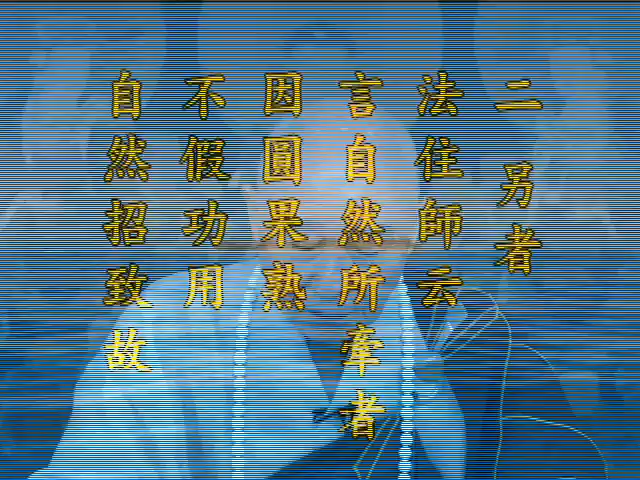 二 另者
法住師云
言自然所牽者
因圓果熟
不假功用
自然招致故